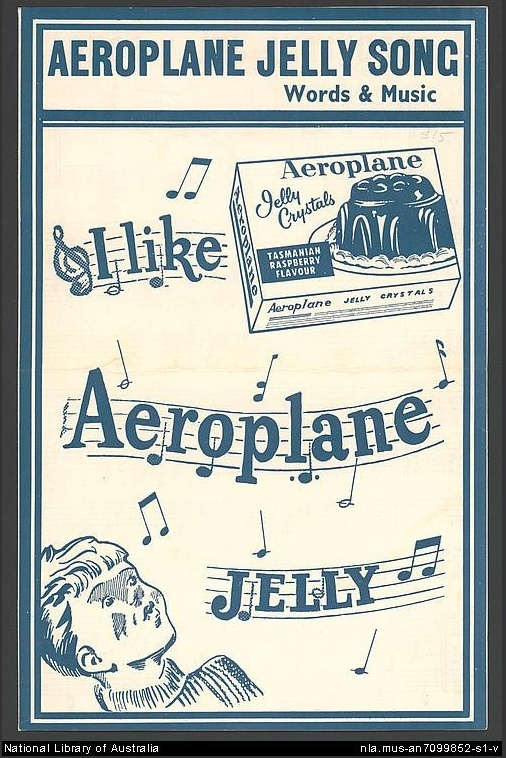 AEROPLANE JELLY SONG
Words & Music
£15
I like
Aeroplane
Jelly
Crystals
TASMANIAN
RASPBERRY
FLAVOUR
Aeroplane
Aeroplane JELLY CRYSTALS
Aeroplane
JELLY
National Library of Australia
nla.mus-an7099852-s1-v